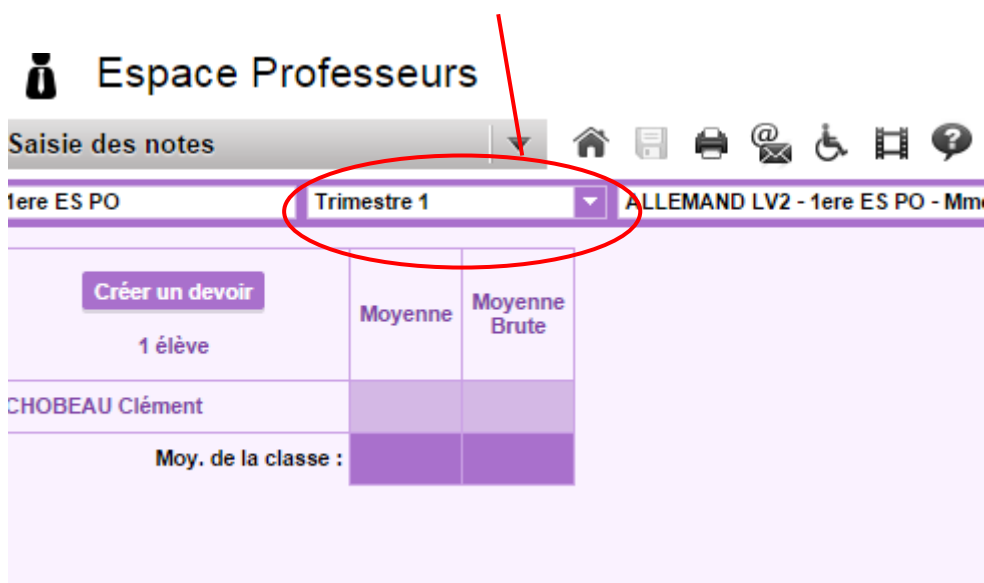 Espace Professeurs
Saisie des notes
1ere ES PO
Trimestre 1
ALLEMAND LV2 - 1ere ES PO - Mme
Créer un devoir
1 élève
Moyenne
Moyenne
Brute
CHOBEAU Clément
Moy. de la classe :